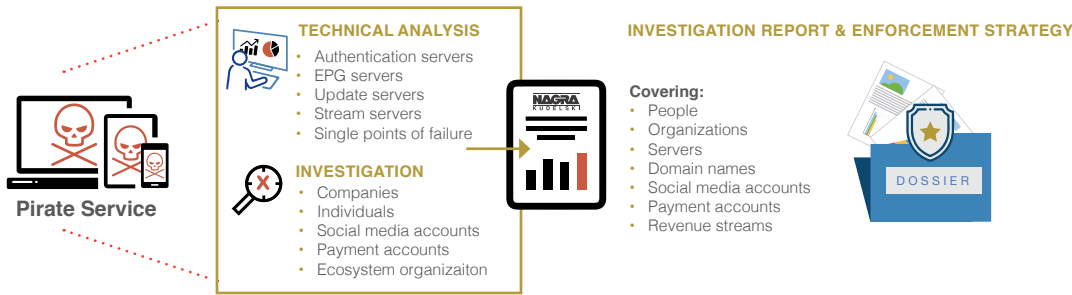 Pirate Service
TECHNICAL ANALYSIS
• Authentication servers
• EPG servers
• Update servers
• Stream servers
• Single points of failure
INVESTIGATION
• Companies
• Individuals
• Social media accounts
• Payment accounts
• Ecosystem organizaiton
NAGRA
KUDELSKI
INVESTIGATION REPORT & ENFORCEMENT STRATEGY
Covering:
• People
• Organizations
• Servers
• Domain names
• Social media accounts
• Payment accounts
• Revenue streams
DOSSIER